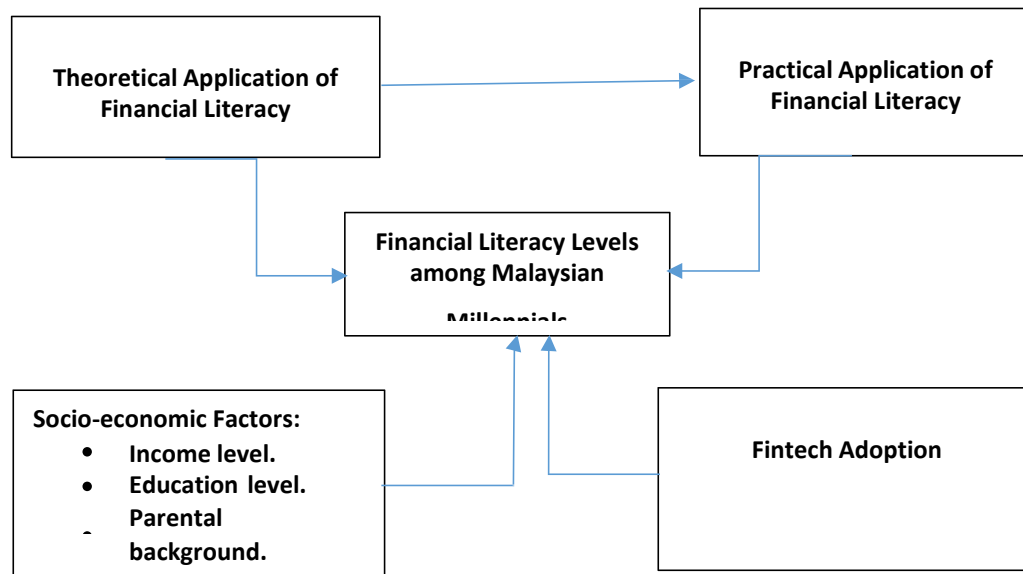 Theoretical Application of
Financial Literacy
Practical Application of
Financial Literacy
Financial Literacy Levels
among Malaysian
Millennials
Socio-economic Factors:
• Income level.
• Education level.
• Parental
background.
Fintech Adoption